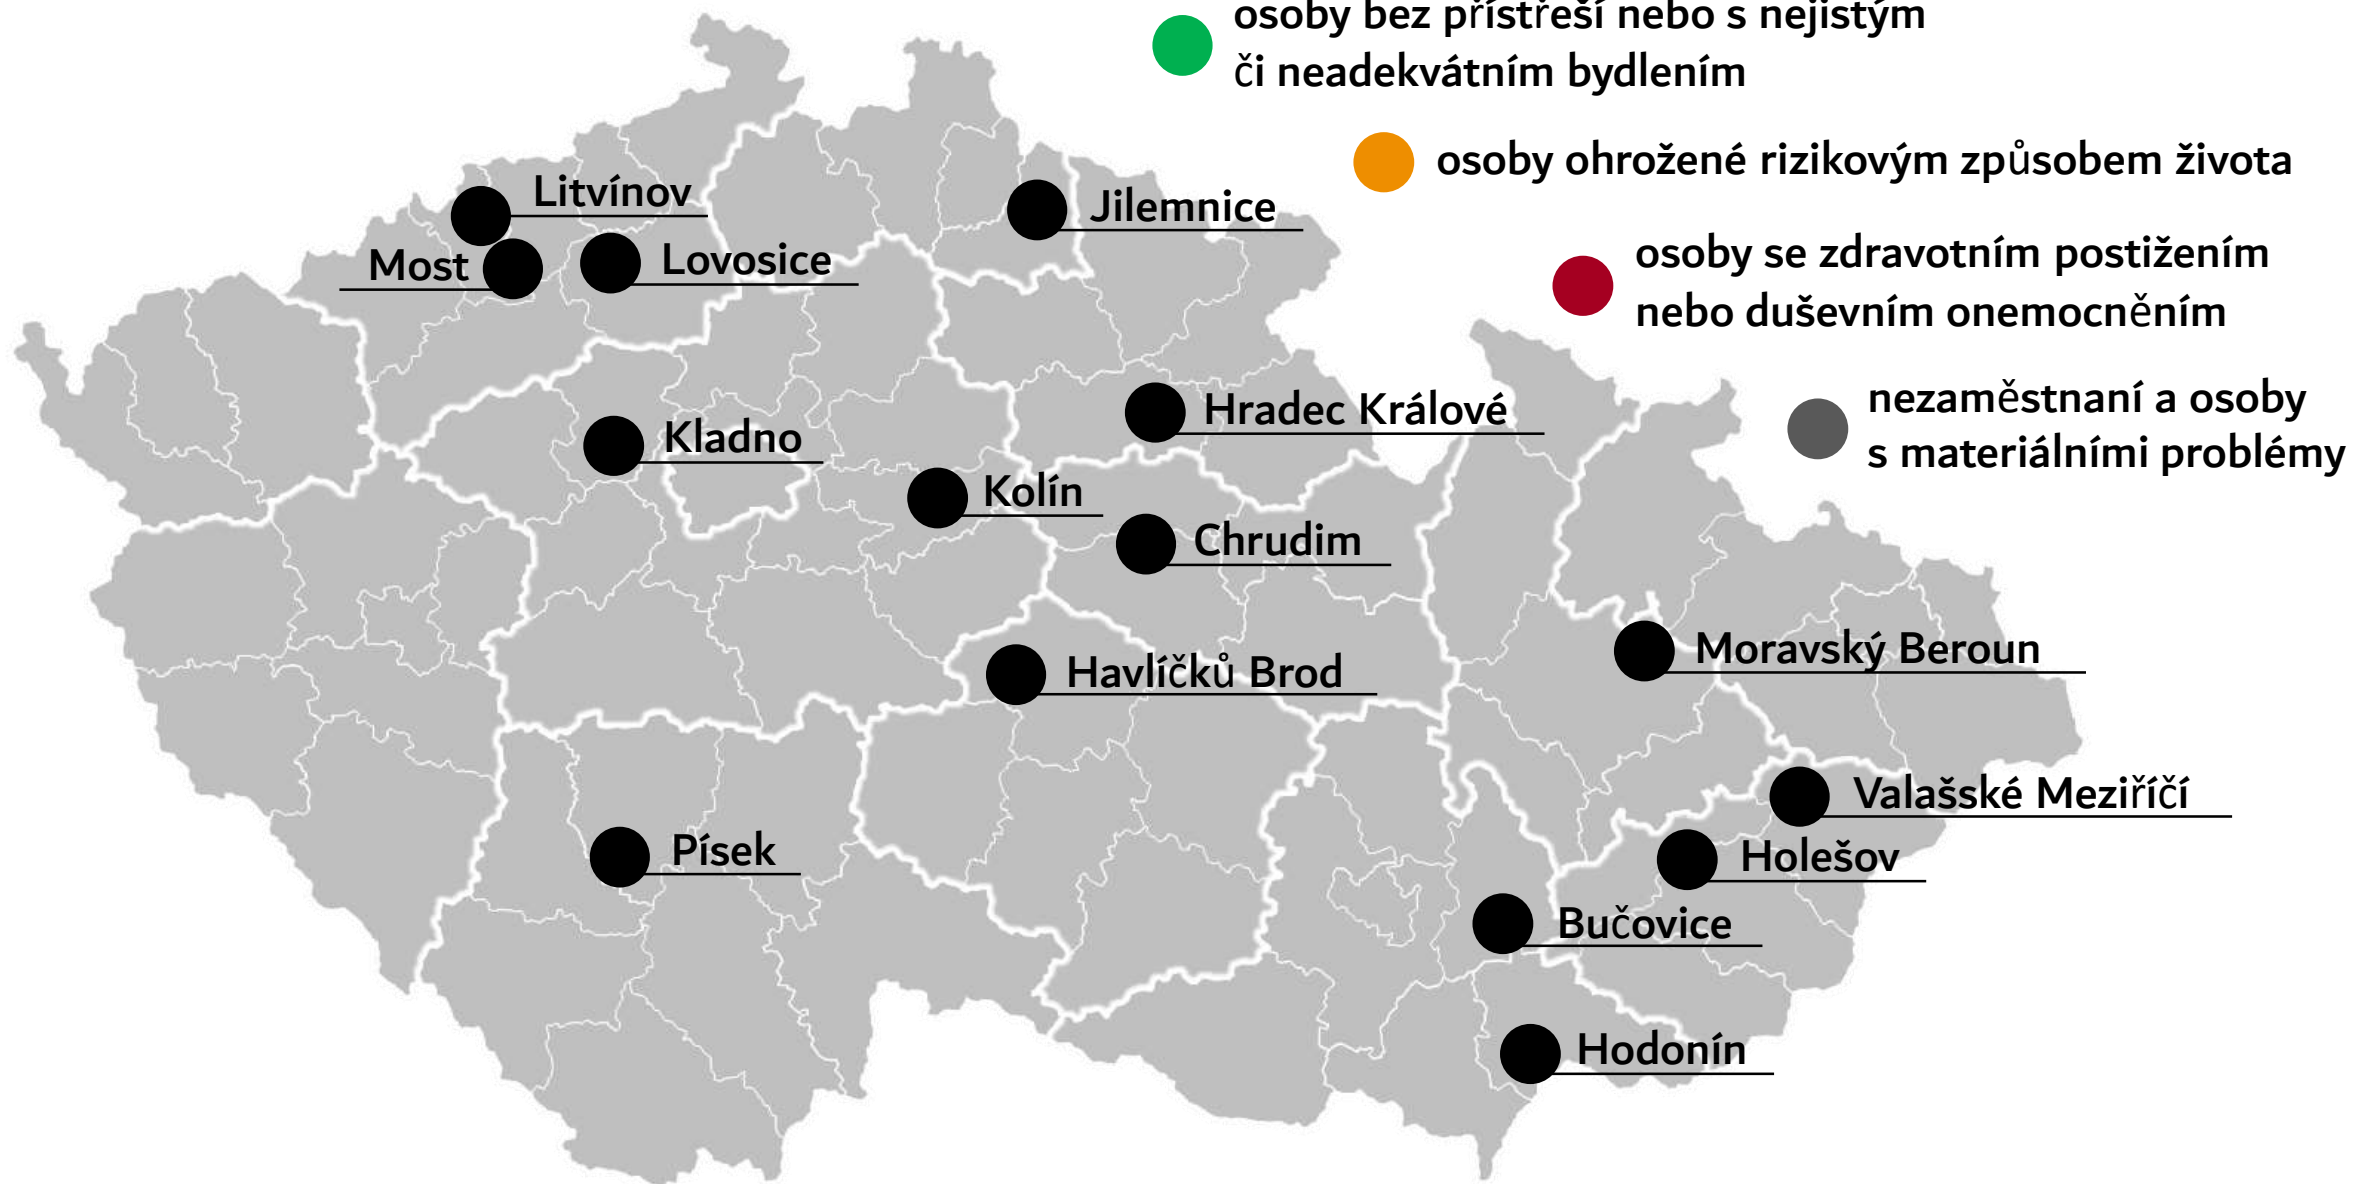 osoby bez přístřeší nebo s nejistým
či neadekvátním bydlením
osoby ohrožené rizikovým způsobem života
osoby se zdravotním postižením
nebo duševním onemocněním
nezaměstnaní a osoby
s materiálními problémy
Litvínov
Jilemnice
Most
Lovosice
Hradec Králové
Kladno
Kolín
Chrudim
Moravský Beroun
Havlíčků Brod
Valašské Meziříčí
Písek
Holešov
Bučovice
Hodonín